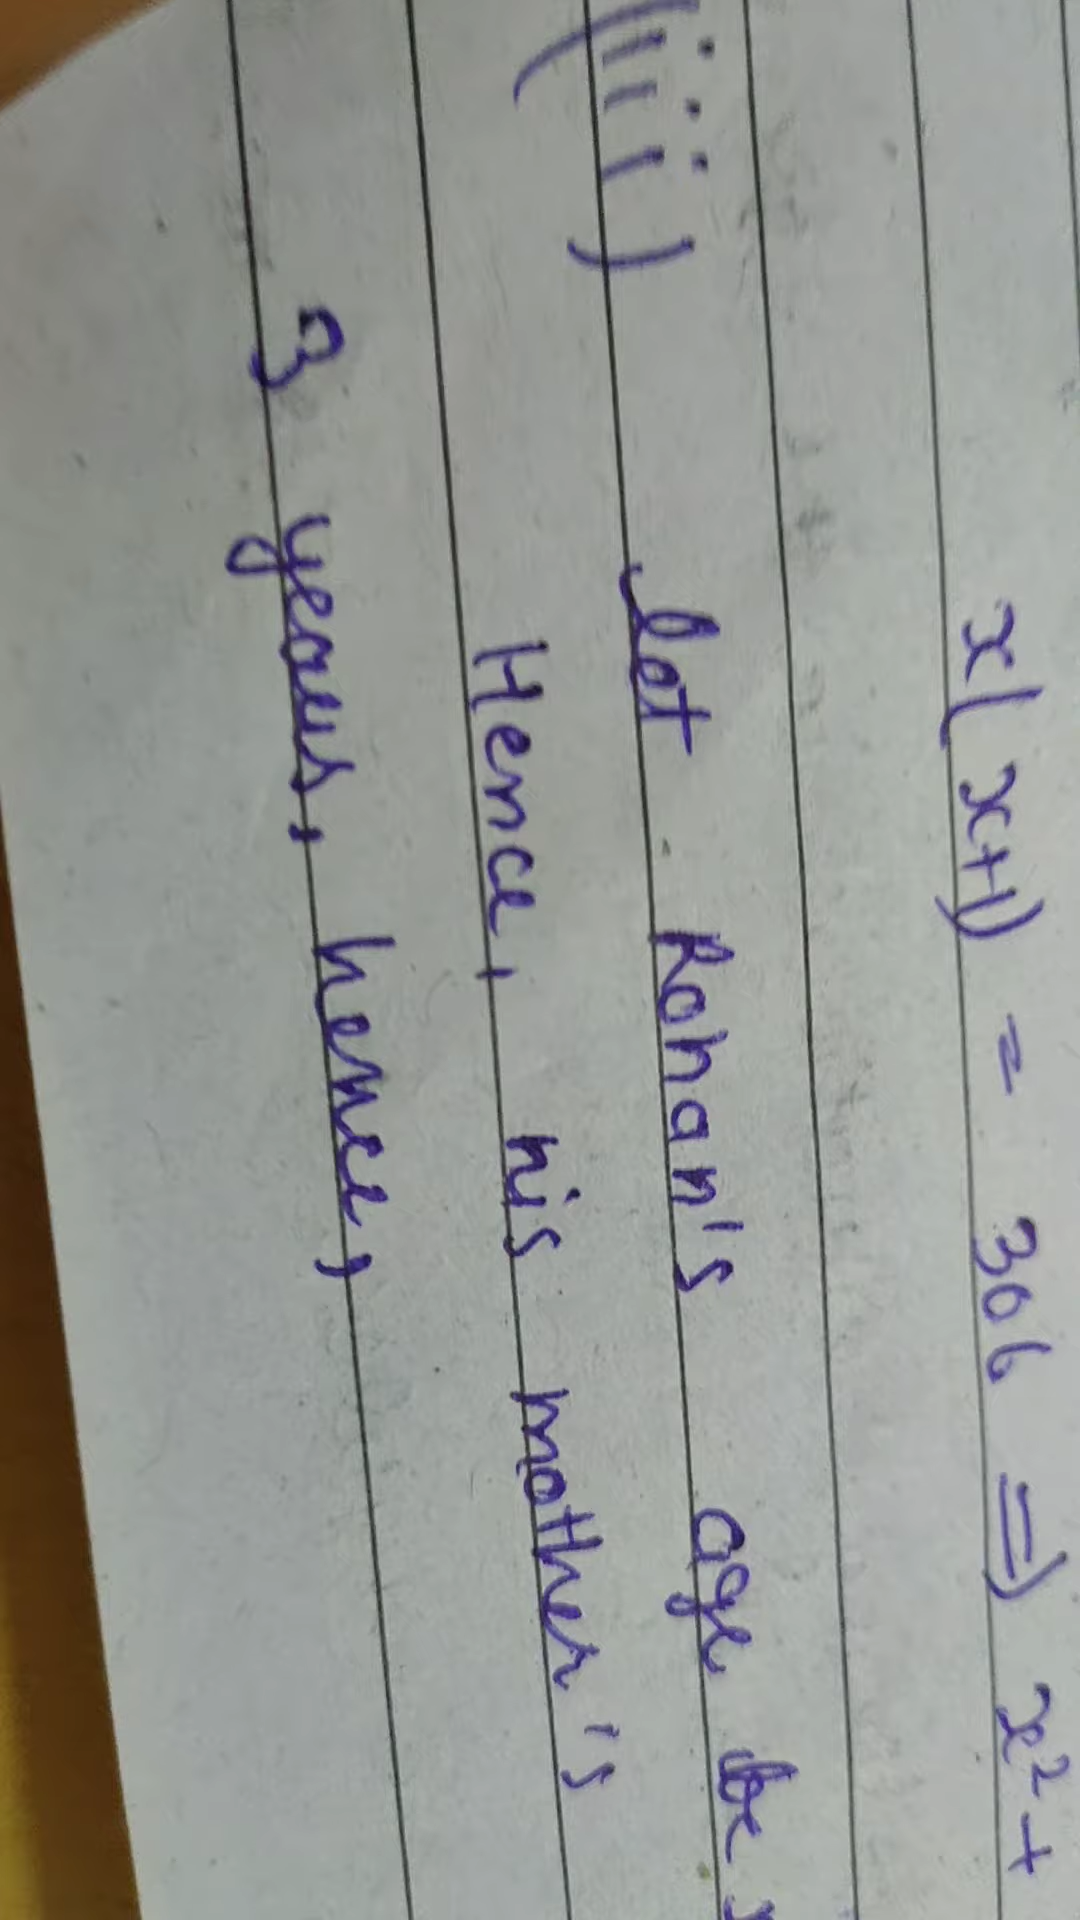 x(x+1) = 306 => x² +
(iii) let Rohan's age be x
Hence, his mother's
3 years, hence,